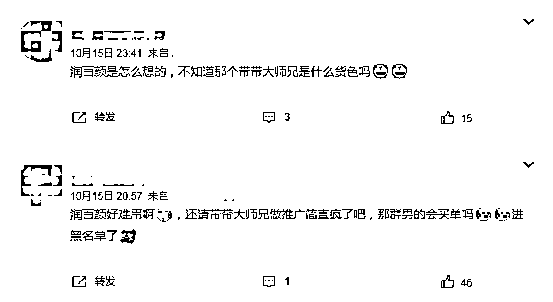 10月15日 23:41 来自
润百颜是怎么想的，不知道那个带带大师兄是什么货色吗
转发 3 15
10月15日 20:57 来自
润百颜好难带啊，还请带带大师兄做推广简直疯了吧，那群男的会买单吗进
黑名单了
转发 1 46